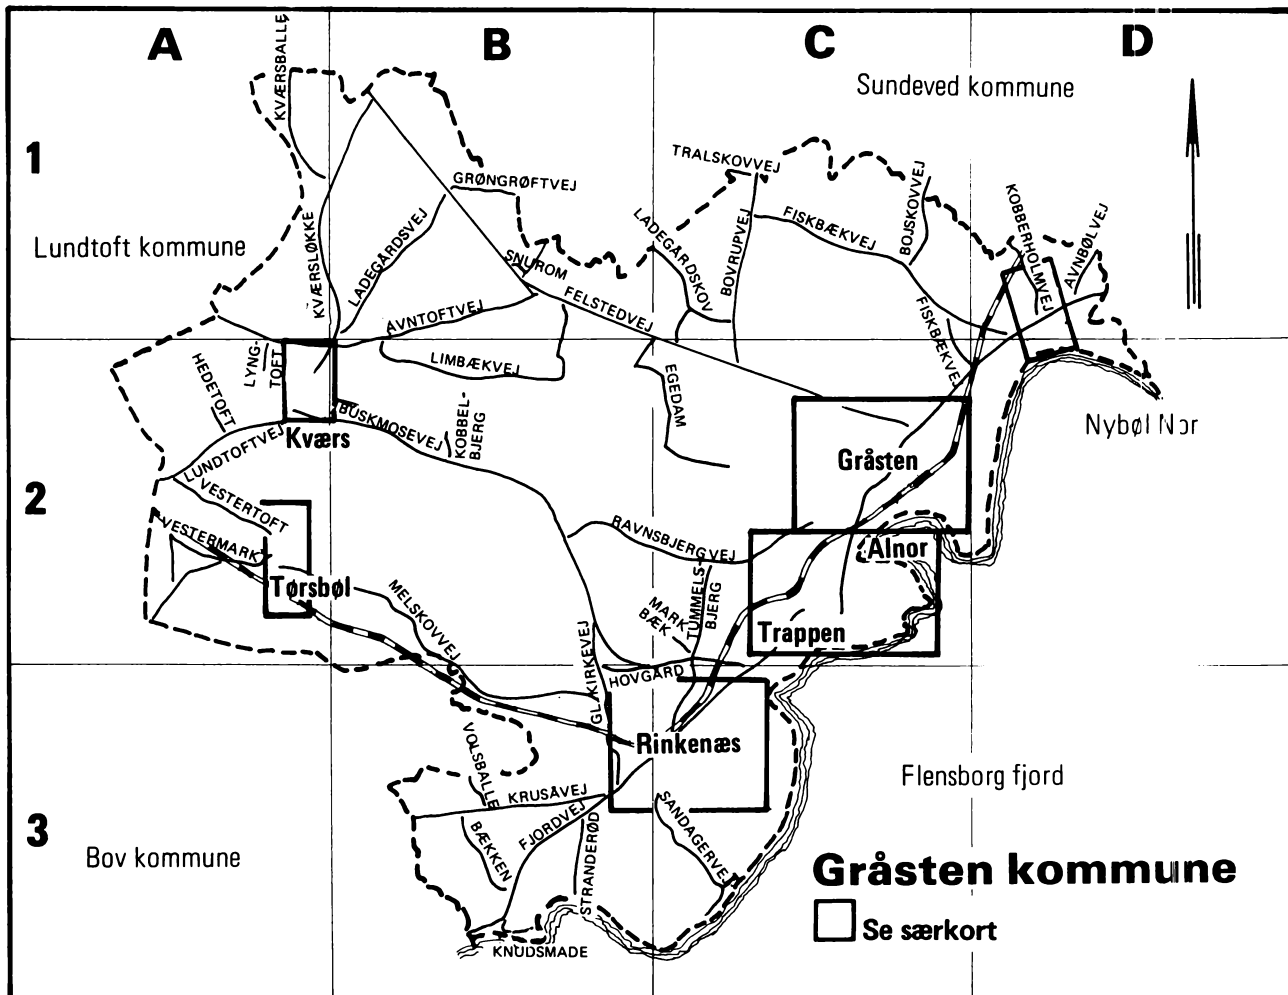 A
B
C
D
1
2
3
Sundeved kommune
Lundtoft kommune
KVÆRSBALLE
GRØNGRØFTVEJ
TRALSKOVVEJ
BOJSKOVVEJ
FISKBÆKVEJ
KOBBERHOLMVEJ
AVNBØLVEJ
KVÆRSLØKKE
LADEGÅRDSVEJ
LADEGÅRDSKOV
BOVRUPVEJ
SNUROM
FELSTEDVEJ
AVNTOFTVEJ
FISKBÆKVEJ
LYNG-
TOFT
HEDETOFT
LIMBÆKVEJ
EGEDAM
BUSKMOSEVEJ
KOBBEL-
BJERG
Kværs
LUNDTOFTVEJ
Nybøl Nor
Gråsten
VESTERTOFT
VESTERMARK
RAVNSBJERGVEJ
Alnor
Tørsbøl
MELSKOVVEJ
MARK
BÆK
TUMMELS-
BJERG
Trappen
GL. KIRKEVEJ
HOVGÅRD
Rinkenæs
VOLSBALLE
KRUSÅVEJ
Flensborg fjord
BÆKKEN
FJORDVEJ
STRANDERØD
SANDAGERVEJ
Bov kommune
KNUDSMADE
Gråsten kommune
Se særkort